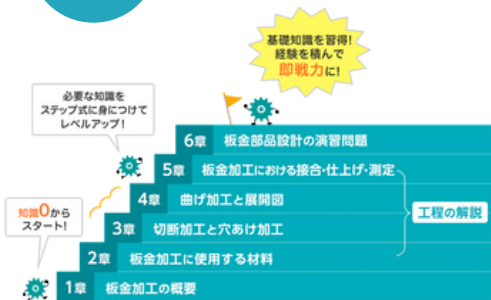 基礎知識を習得!
経験を積んで
即戦力に!
必要な知識を
ステップ式に身につけて
レベルアップ!
6章 板金部品設計の演習問題
5章 板金加工における接合・仕上げ・測定
4章 曲げ加工と展開図
工程の解説
知識0から
スタート!
3章 切断加工と穴あけ加工
2章 板金加工に使用する材料
1章 板金加工の概要